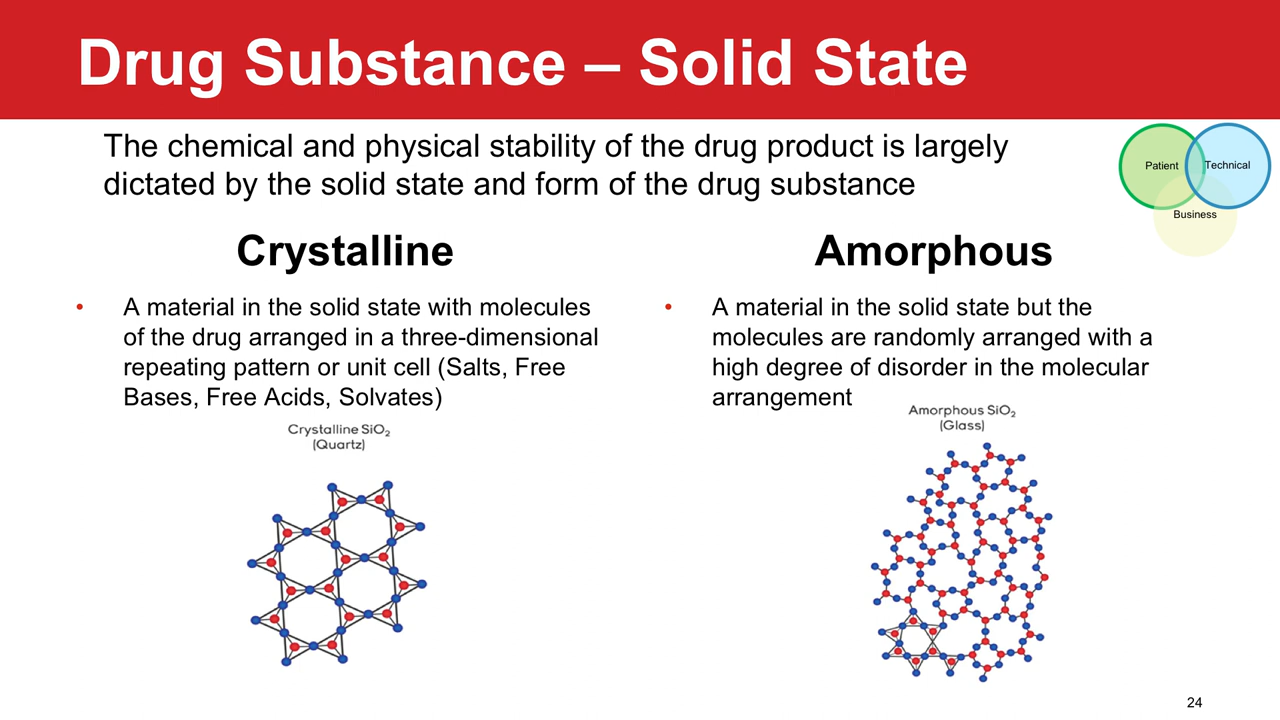 Drug Substance – Solid State
The chemical and physical stability of the drug product is largely
dictated by the solid state and form of the drug substance
Patient
Technical
Business
Crystalline
• A material in the solid state with molecules
of the drug arranged in a three-dimensional
repeating pattern or unit cell (Salts, Free
Bases, Free Acids, Solvates)
Crystalline SiO₂
(Quartz)
Amorphous
• A material in the solid state but the
molecules are randomly arranged with a
high degree of disorder in the molecular
arrangement
Amorphous SiO₂
(Glass)
24